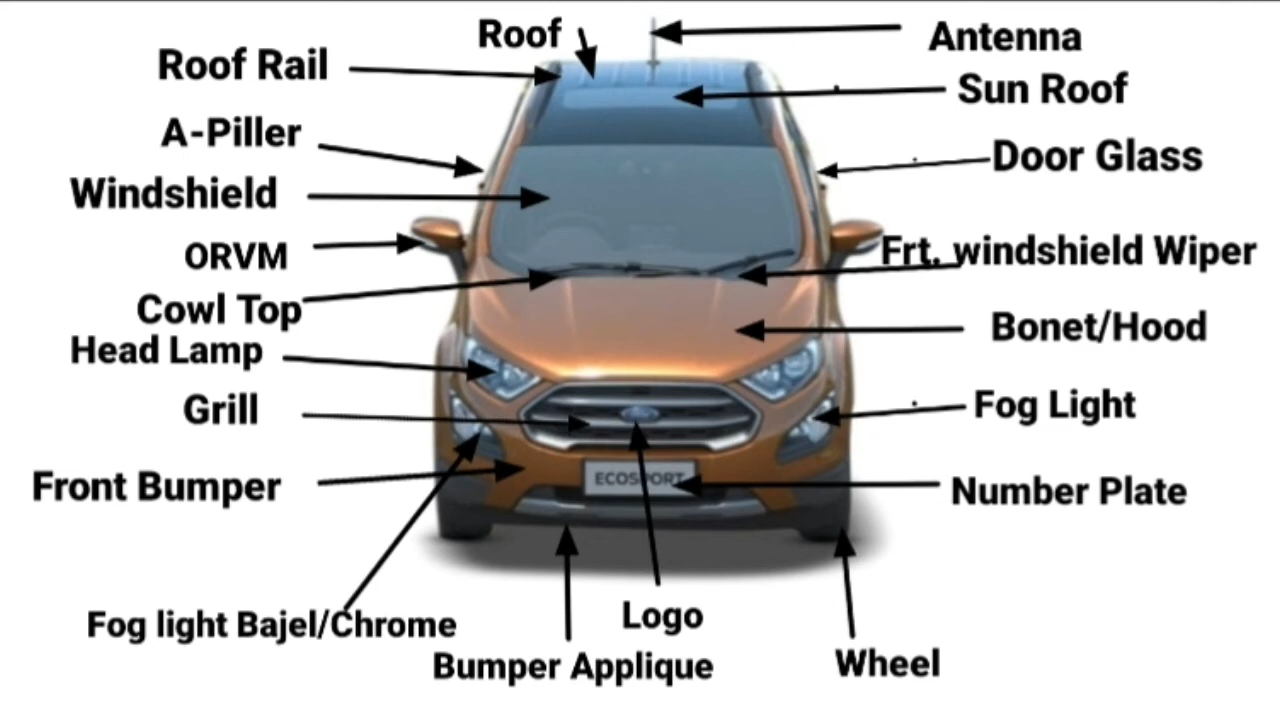 Roof
Antenna
Roof Rail
Sun Roof
A-Piller
Door Glass
Windshield
ORVM
Frt. windshield Wiper
Cowl Top
Bonet/Hood
Head Lamp
Grill
Fog Light
ECOSPORT
Front Bumper
Number Plate
Fog light Bajel/Chrome
Logo
Bumper Applique
Wheel